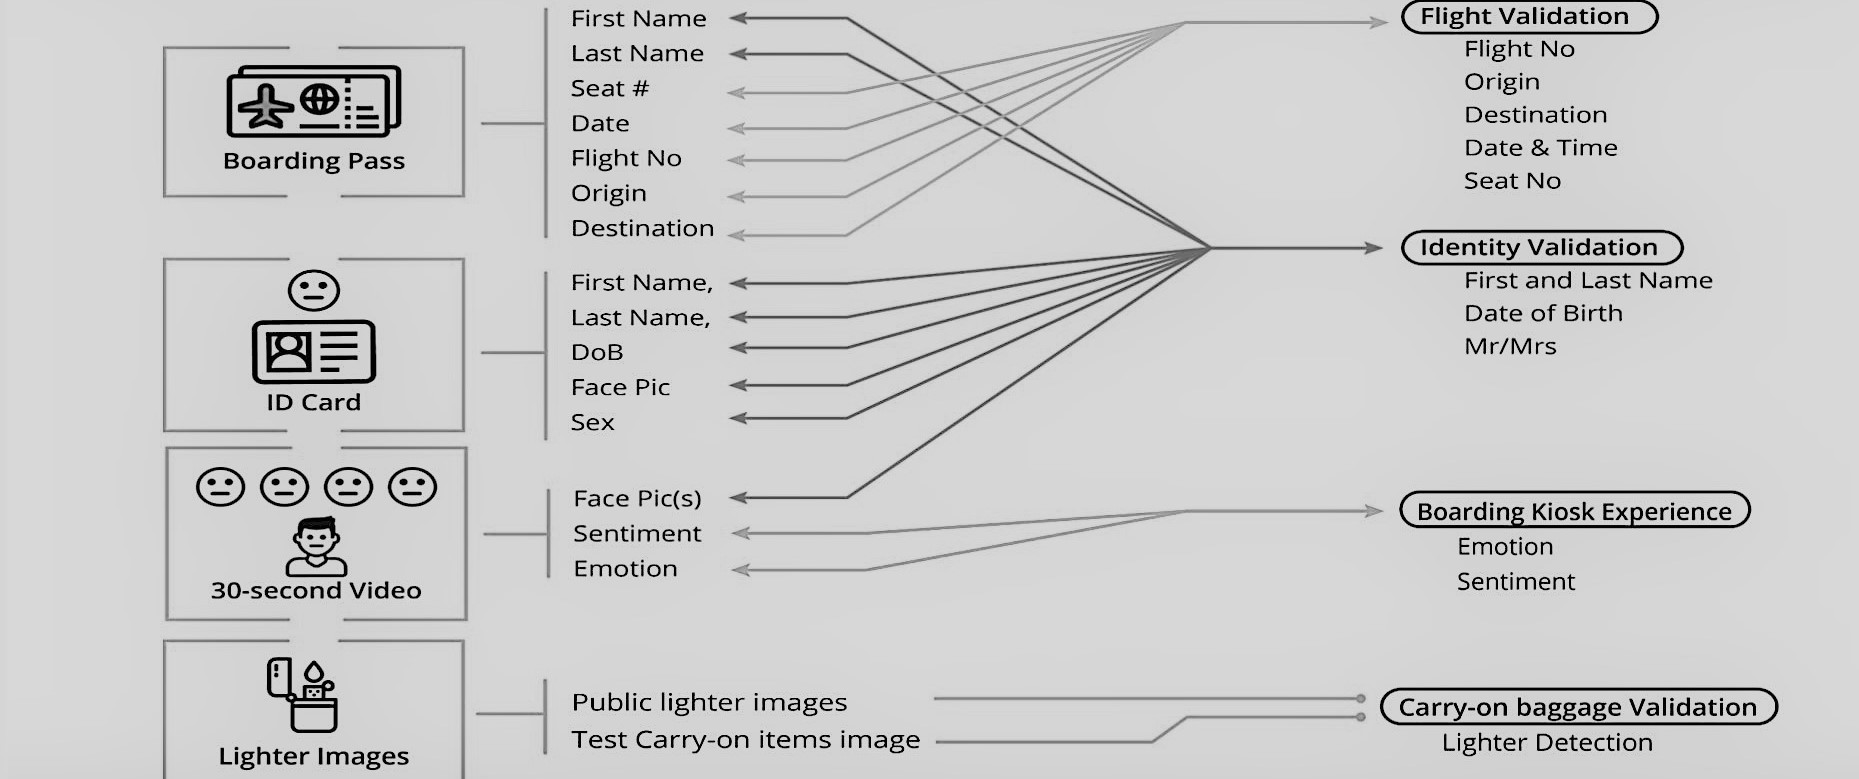 Boarding Pass
First Name
Last Name
Seat #
Date
Flight No
Origin
Destination
Flight Validation
Flight No
Origin
Destination
Date & Time
Seat No
ID Card
First Name,
Last Name,
DoB
Face Pic
Sex
Identity Validation
First and Last Name
Date of Birth
Mr/Mrs
30-second Video
Face Pic(s)
Sentiment
Emotion
Boarding Kiosk Experience
Emotion
Sentiment
Lighter Images
Public lighter images
Test Carry-on items image
Carry-on baggage Validation
Lighter Detection